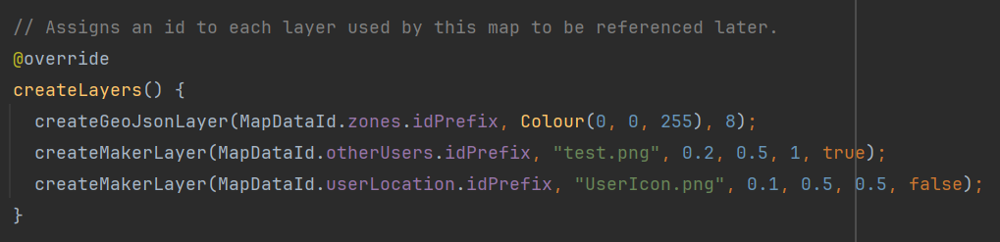 // Assigns an id to each layer used by this map to be referenced later.
@override
createLayers() {
createGeoJsonLayer(MapDataId.zones.idPrefix, Colour(0, 0, 255), 8);
createMakerLayer(MapDataId.otherUsers.idPrefix, "test.png", 0.2, 0.5, 1, true);
createMakerLayer(MapDataId.userLocation.idPrefix, "UserIcon.png", 0.1, 0.5, 0.5, false);
}